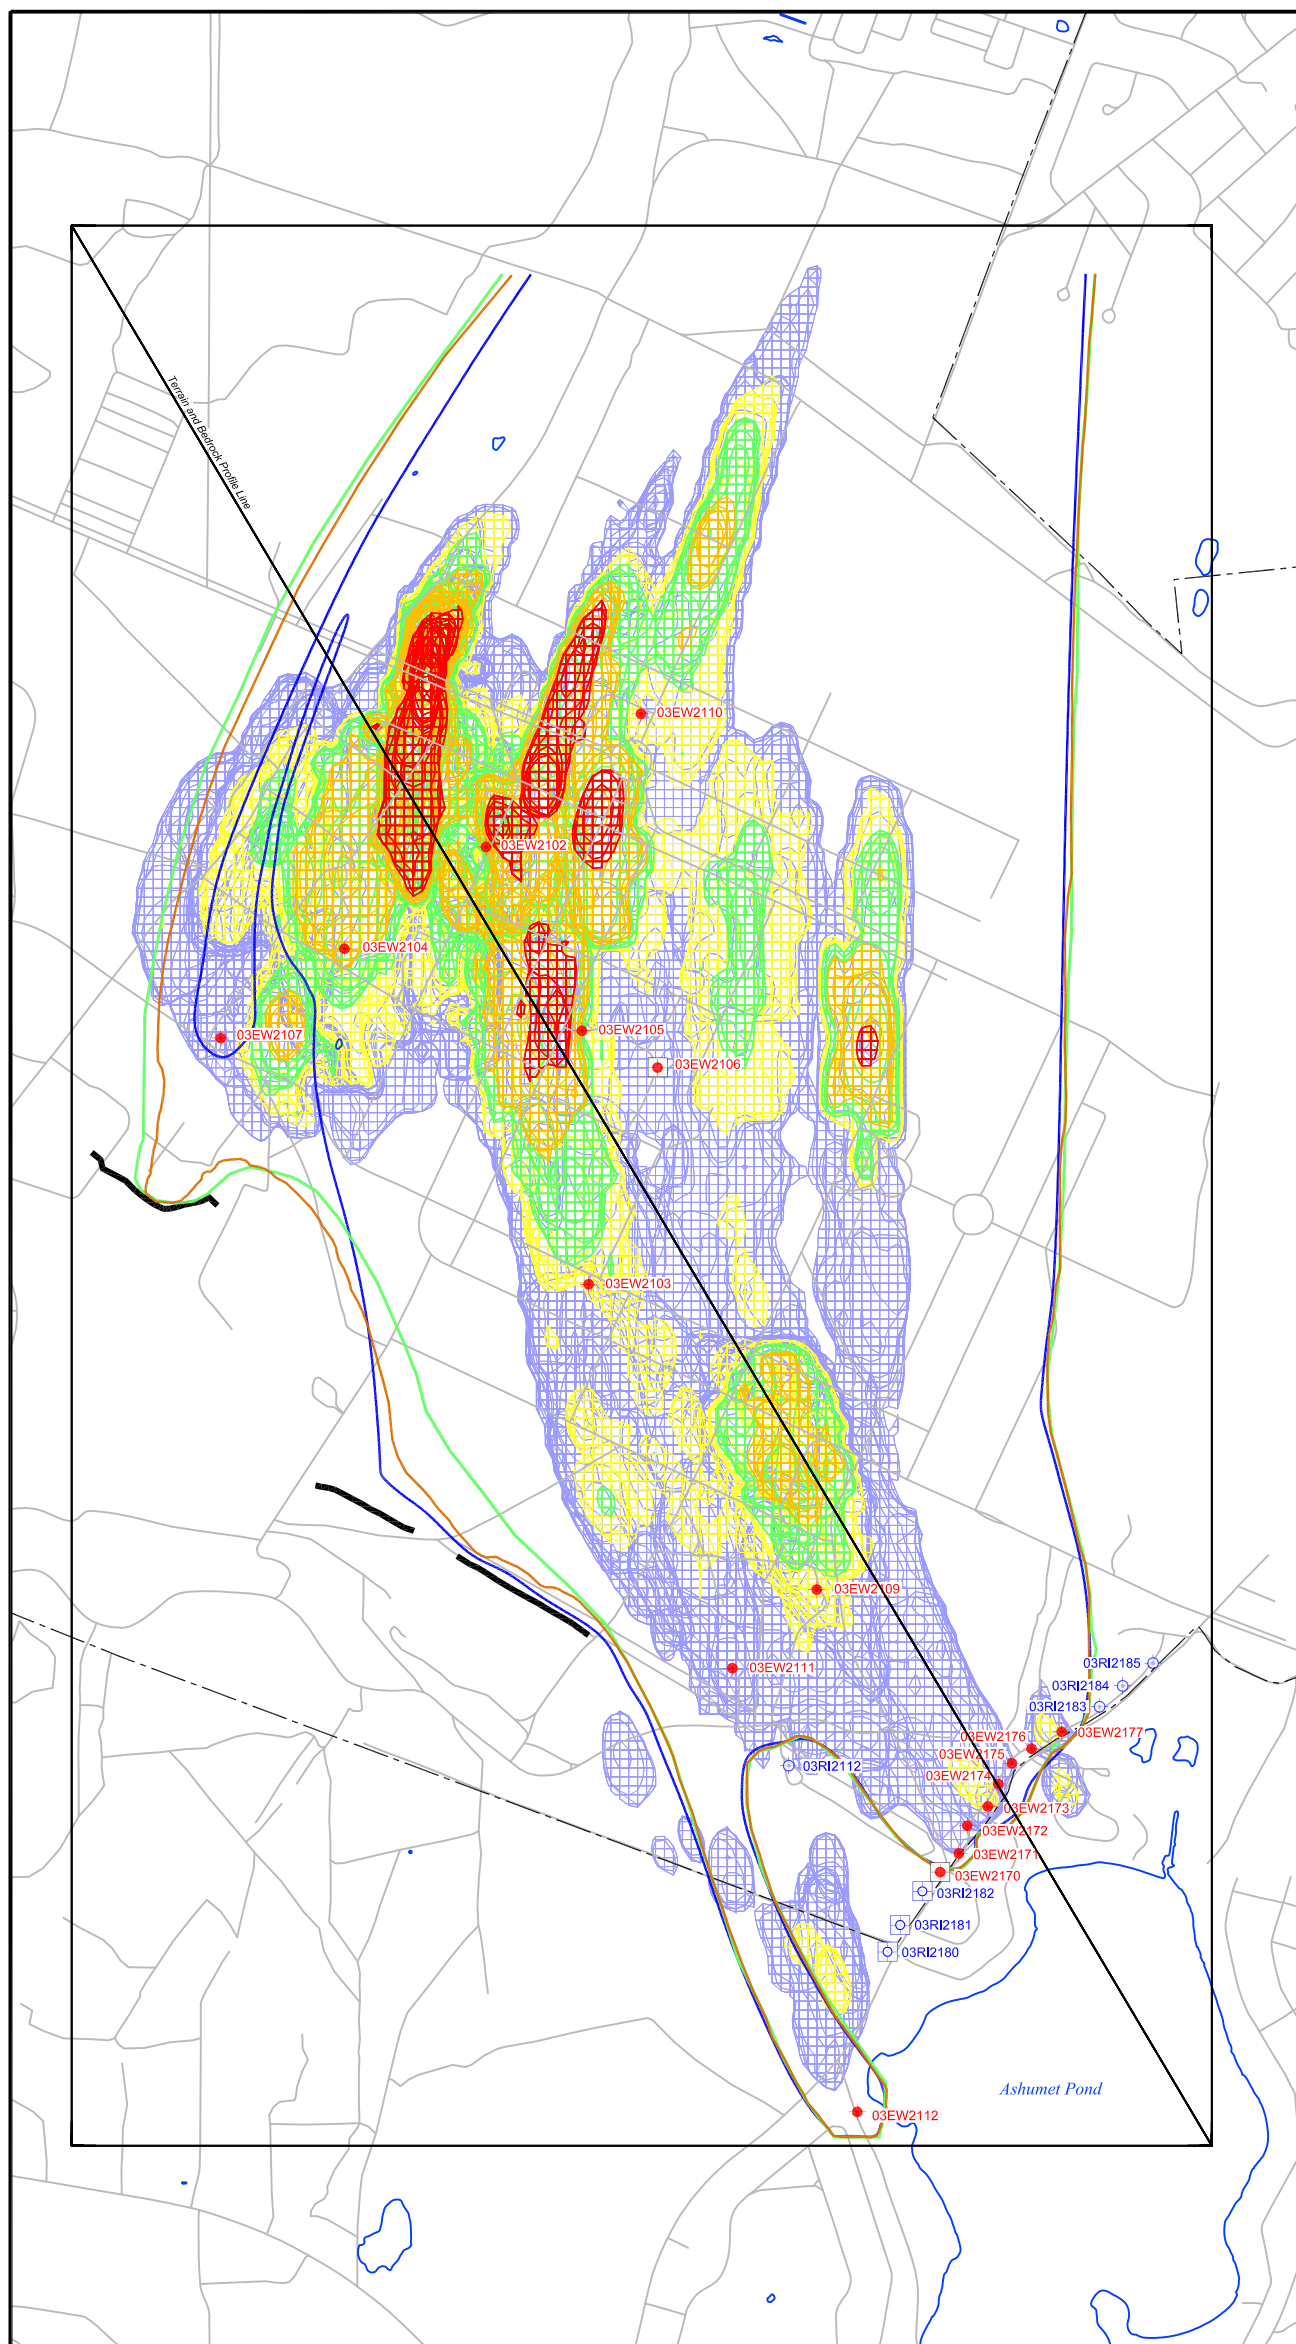 Terrain and Bedrock Profile Line
03EW2110
03EW2102
03EW2104
03EW2107
03EW2105
03EW2106
03EW2103
03EW2109
03EW2111
03RI2185
03RI2184
03RI2183
03EW2177
03EW2176
03EW2175
03RI2112
03EW2174
03EW2173
03EW2172
03EW2171
03EW2170
03RI2182
03RI2181
03RI2180
Ashumet Pond
03EW2112